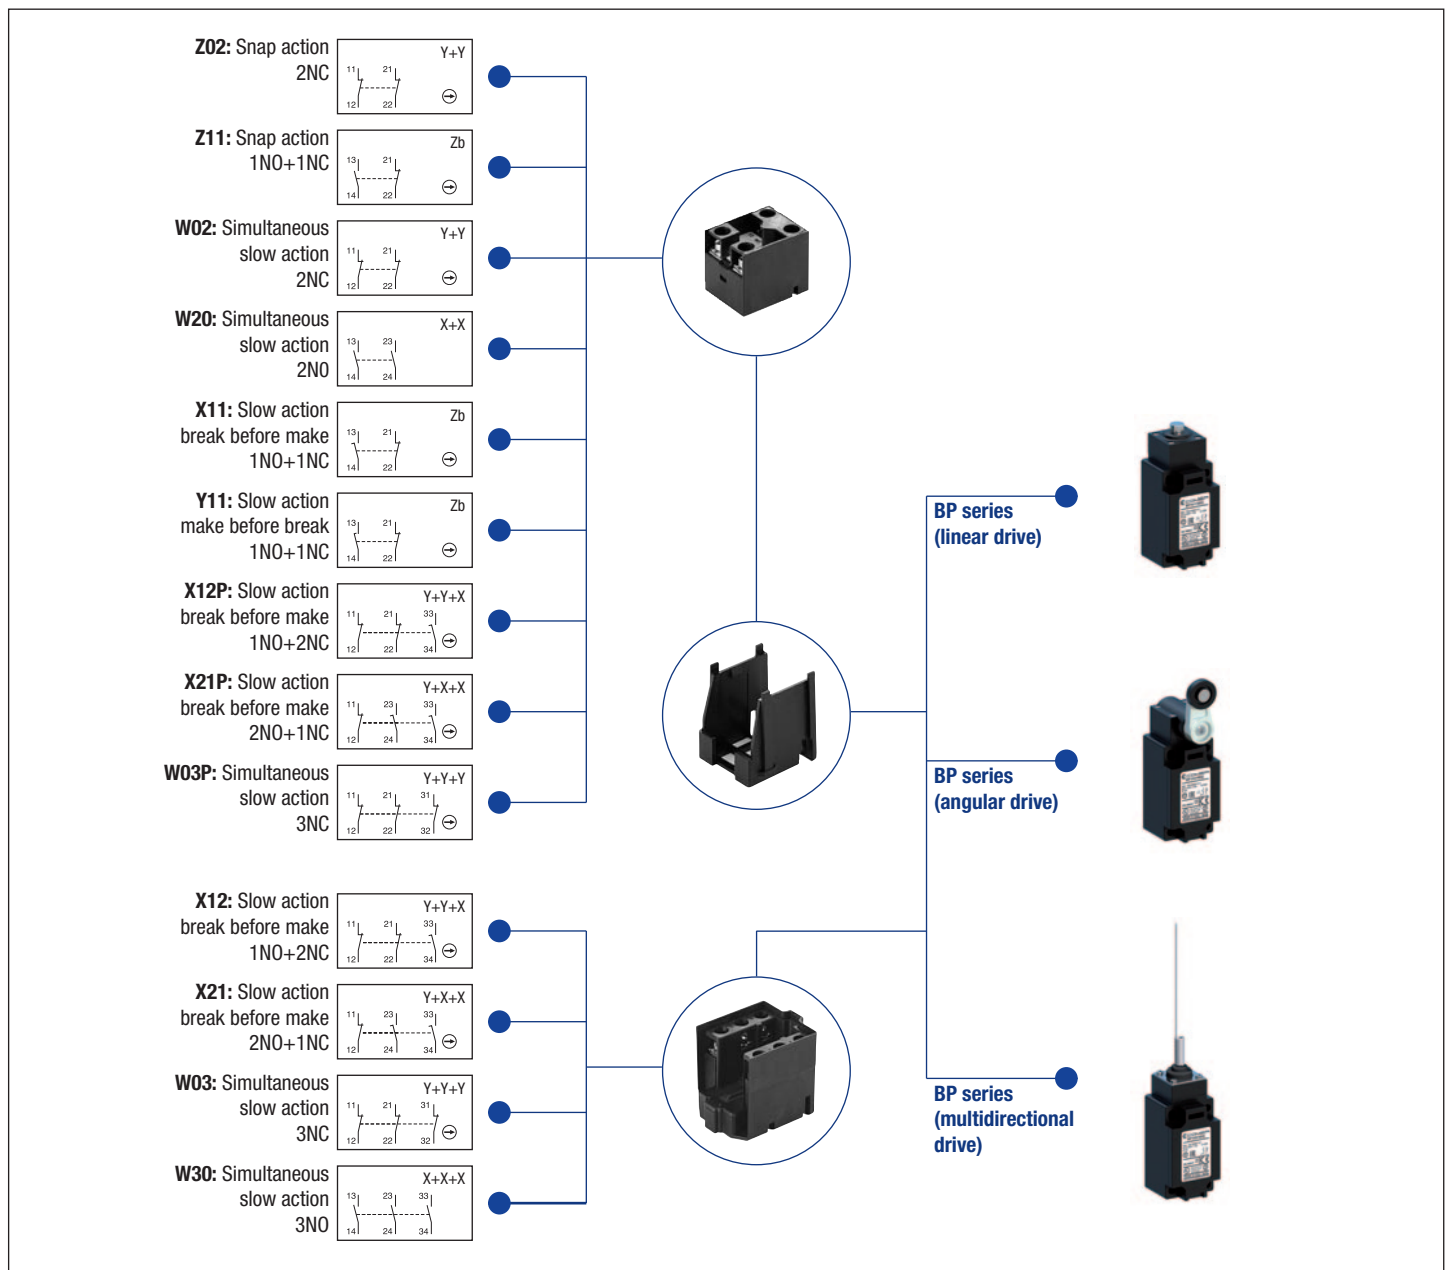 Z02: Snap action
2NC
Y+Y
11 21
12 22
Z11: Snap action
1NO+1NC
Zb
13 21
14 22
W02: Simultaneous
slow action
2NC
Y+Y
11 21
12 22
W20: Simultaneous
slow action
2NO
X+X
13 23
14 24
X11: Slow action
break before make
1NO+1NC
Zb
13 21
14 22
Y11: Slow action
make before break
1NO+1NC
Zb
13 21
14 22
X12P: Slow action
break before make
1NO+2NC
Y+Y+X
11 21 33
12 22 34
X21P: Slow action
break before make
2NO+1NC
Y+X+X
11 23 33
12 24 34
W03P: Simultaneous
slow action
3NC
Y+Y+Y
11 21 31
12 22 32
X12: Slow action
break before make
1NO+2NC
Y+Y+X
11 21 33
12 22 34
X21: Slow action
break before make
2NO+1NC
Y+X+X
11 23 33
12 24 34
W03: Simultaneous
slow action
3NC
Y+Y+Y
11 21 31
12 22 32
W30: Simultaneous
slow action
3NO
X+X+X
13 23 33
14 24 34
BP series
(linear drive)
BP series
(angular drive)
BP series
(multidirectional
drive)